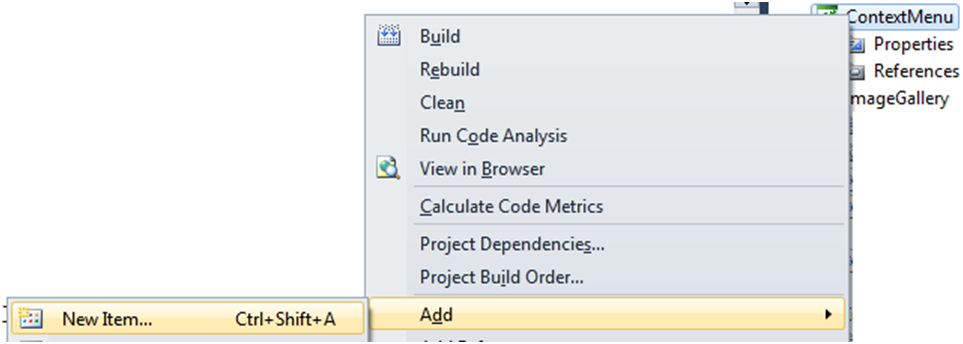 ContextMenu
Properties
References
mageGallery
Build
Rebuild
Clean
Run Code Analysis
View in Browser
Calculate Code Metrics
Project Dependencies...
Project Build Order...
Add
New Item... Ctrl+Shift+A